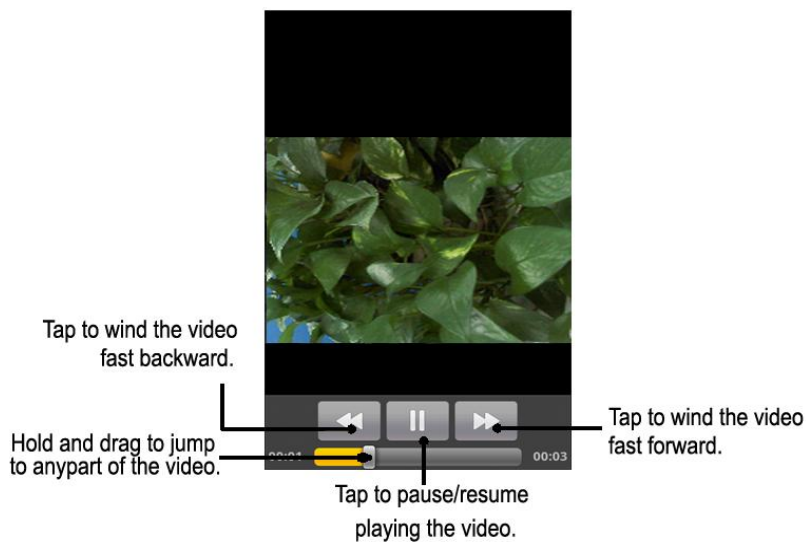 Tap to wind the video
fast backward.
Hold and drag to jump
to anypart of the video.
00:01
00:03
Tap to wind the video
fast forward.
Tap to pause/resume
playing the video.